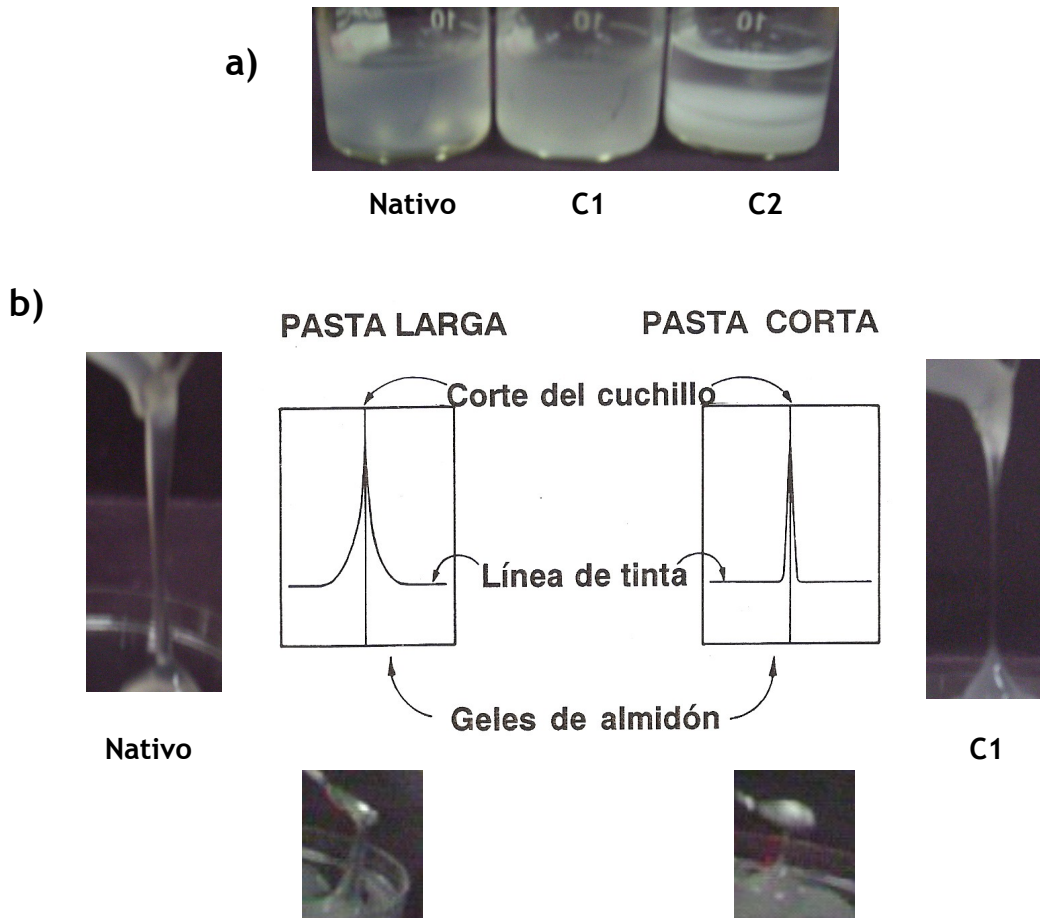 a)
10 10 10
Nativo C1 C2
b)
PASTA LARGA PASTA CORTA
Corte del cuchillo
Línea de tinta
Geles de almidón
Nativo C1